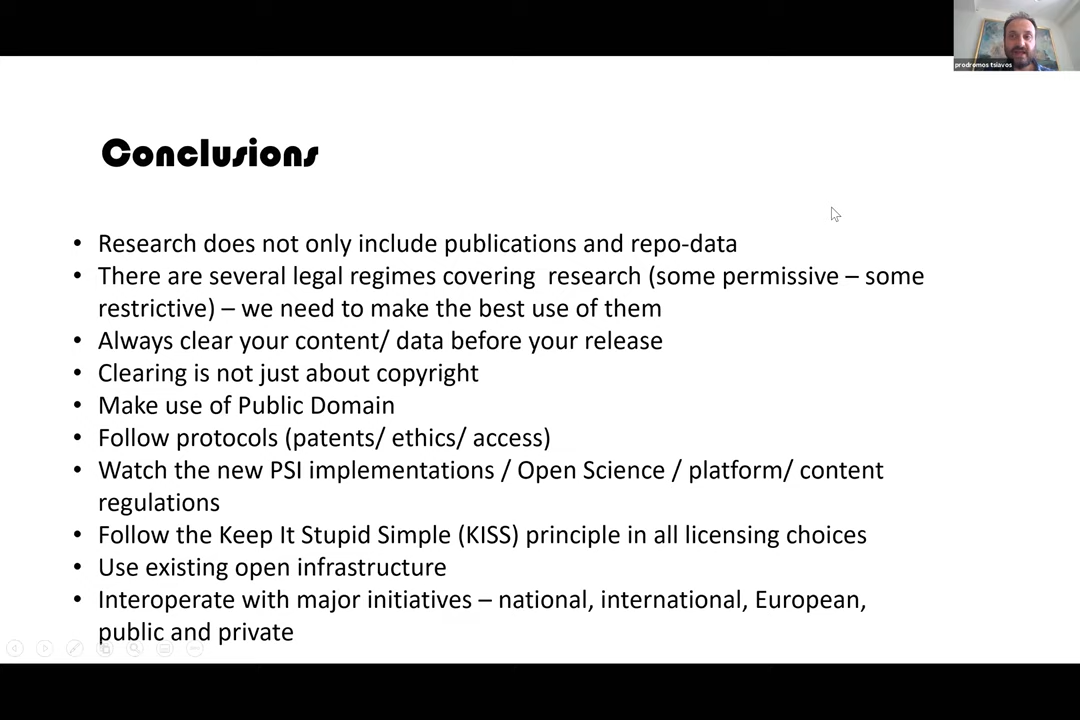 prodromos tsiavos
Conclusions
• Research does not only include publications and repo-data
• There are several legal regimes covering research (some permissive – some
restrictive) – we need to make the best use of them
• Always clear your content/ data before your release
• Clearing is not just about copyright
• Make use of Public Domain
• Follow protocols (patents/ ethics/ access)
• Watch the new PSI implementations / Open Science / platform/ content
regulations
• Follow the Keep It Stupid Simple (KISS) principle in all licensing choices
• Use existing open infrastructure
• Interoperate with major initiatives – national, international, European,
public and private